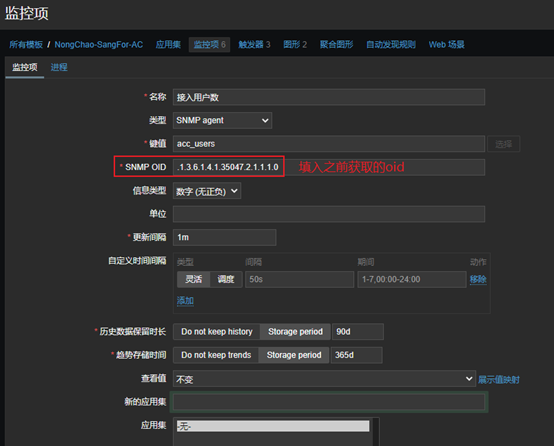 监控项
所有模板 / NongChao-SangFor-AC 应用集 监控项 6 触发器 3 图形 2 聚合图形 自动发现规则 Web 场景
监控项 进程
* 名称 接入用户数
类型 SNMP agent
* 键值 acc_users 选择
* SNMP OID .1.3.6.1.4.1.35047.2.1.1.1.0 填入之前获取的oid
信息类型 数字 (无正负)
单位
* 更新间隔 1m
自定义时间间隔 类型 间隔 期间 动作
灵活 调度 50s 1-7,00:00-24:00 移除
添加
* 历史数据保留时长 Do not keep history Storage period 90d
* 趋势存储时间 Do not keep trends Storage period 365d
查看值 不变 展示值映射
新的应用集
应用集 -无-